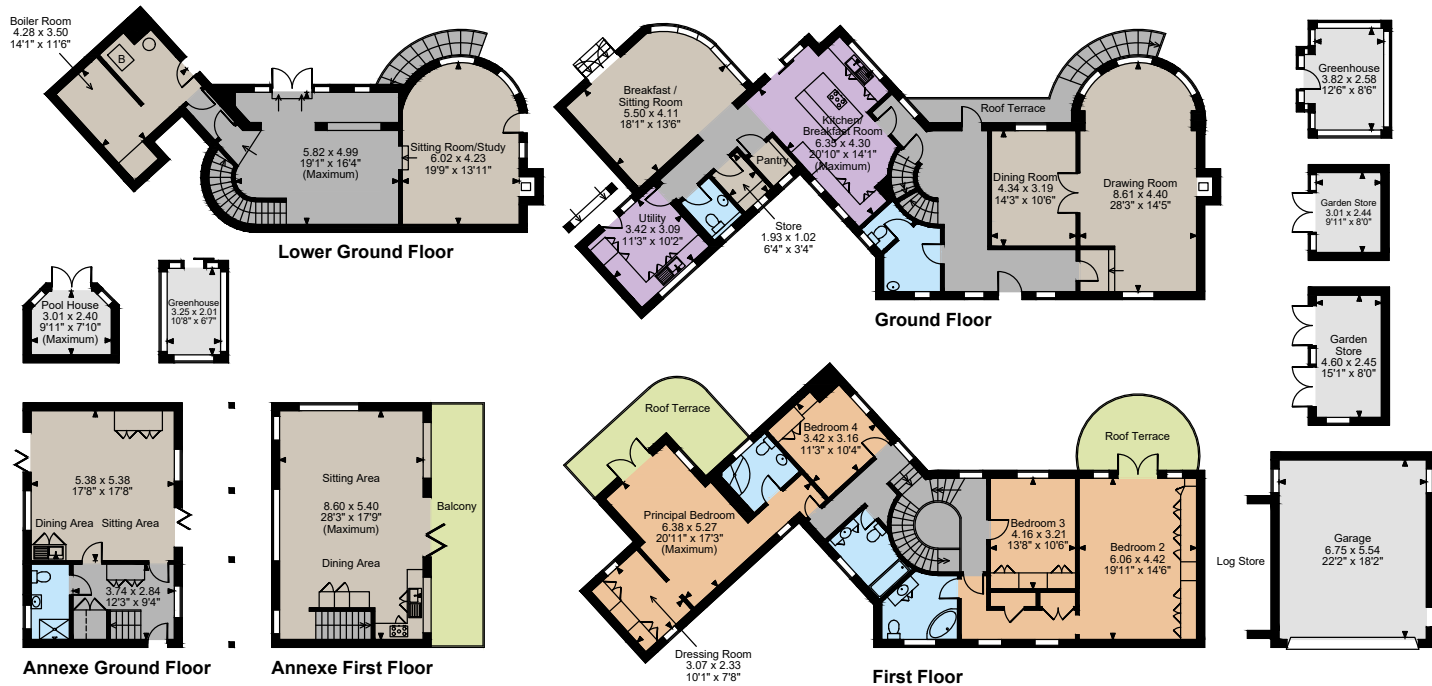 Boiler Room
4.28 x 3.50
14'1" x 11'6"
B
5.82 x 4.99
19'1" x 16'4"
(Maximum)
Sitting Room/Study
6.02 x 4.23
19'9" x 13'11"
Lower Ground Floor
Pool House
3.01 x 2.40
9'11" x 7'10"
(Maximum)
Greenhouse
3.25 x 2.01
10'8" x 6'7"
Breakfast /
Sitting Room
5.50 x 4.11
18'1" x 13'6"
Kitchen/
Breakfast Room
6.35 x 4.30
20'10" x 14'1"
(Maximum)
Pantry
Utility
3.42 x 3.09
11'3" x 10'2"
Store
1.93 x 1.02
6'4" x 3'4"
Roof Terrace
Dining Room
4.34 x 3.19
14'3" x 10'6"
Drawing Room
8.61 x 4.40
28'3" x 14'5"
Ground Floor
Greenhouse
3.82 x 2.58
12'6" x 8'6"
Garden Store
3.01 x 2.44
9'11" x 8'0"
Garden
Store
4.60 x 2.45
15'1" x 8'0"
5.38 x 5.38
17'8" x 17'8"
Dining Area
Sitting Area
3.74 x 2.84
12'3" x 9'4"
Annexe Ground Floor
Sitting Area
8.60 x 5.40
28'3" x 17'9"
(Maximum)
Dining Area
Balcony
Annexe First Floor
Roof Terrace
Bedroom 4
3.42 x 3.16
11'3" x 10'4"
Principal Bedroom
6.38 x 5.27
20'11" x 17'3"
(Maximum)
Dressing Room
3.07 x 2.33
10'1" x 7'8"
Roof Terrace
Bedroom 3
4.16 x 3.21
13'8" x 10'6"
Bedroom 2
6.06 x 4.42
19'11" x 14'6"
First Floor
Log Store
Garage
6.75 x 5.54
22'2" x 18'2"